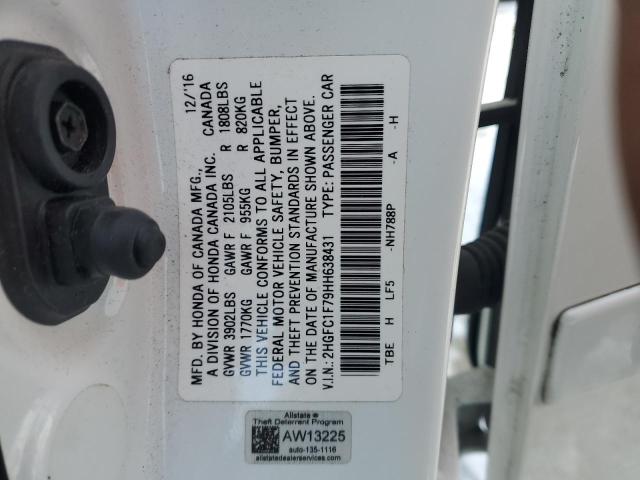 MFD. BY HONDA OF CANADA MFG., 12/'16
A DIVISION OF HONDA CANADA INC. CANADA
GVWR 3902LBS GAWR F 2105LBS R 1808LBS
GVWR 1770KG GAWR F 955KG R 820KG
THIS VEHICLE CONFORMS TO ALL APPLICABLE
FEDERAL MOTOR VEHICLE SAFETY, BUMPER,
AND THEFT PREVENTION STANDARDS IN EFFECT
ON THE DATE OF MANUFACTURE SHOWN ABOVE.
V.I.N.: 2HGFC1F79HH638431 TYPE: PASSENGER CAR
TBE H LF5 -NH788P -A -H
Allstate®
Theft Deterrent Program
AW13225
auto-135-1116
allstatedealerservices.com